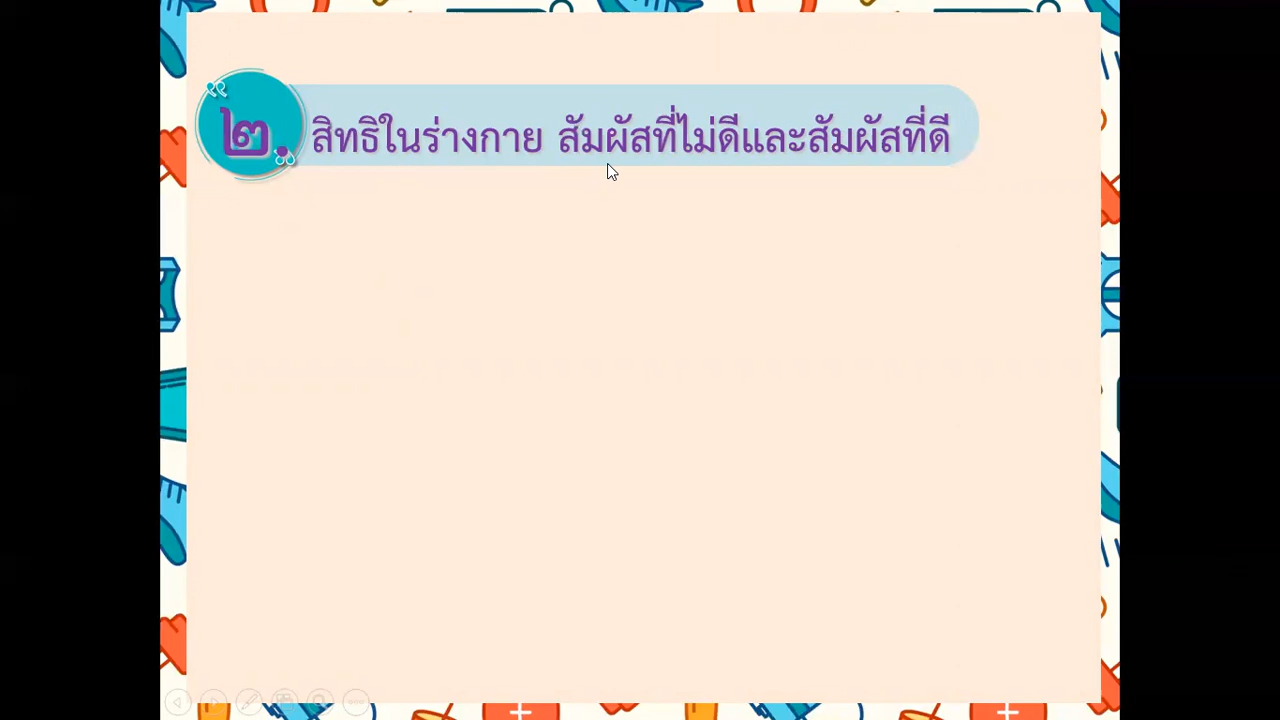 ๒. สิทธิในร่างกาย สัมผัสที่ไม่ดีและสัมผัสที่ดี